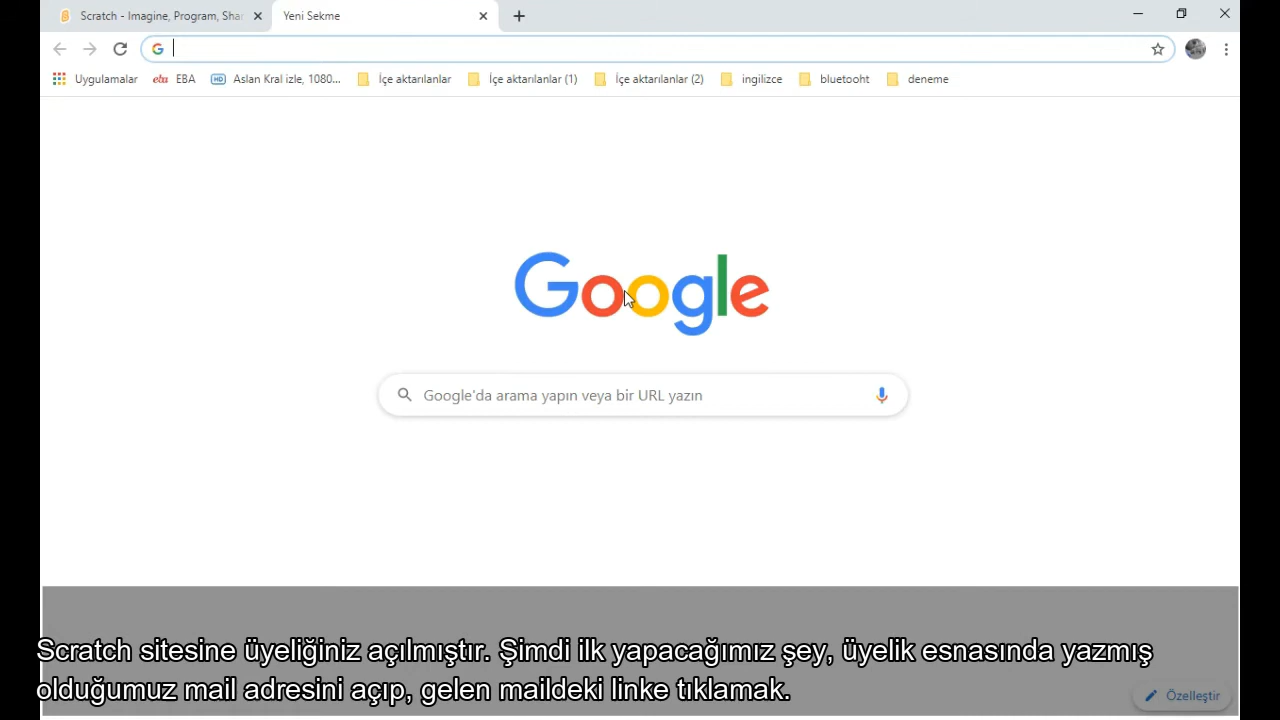 Scratch - Imagine, Program, Shar
Yeni Sekme
G
Uygulamalar
eba EBA
HD Aslan Kral izle, 1080...
İçe aktarılanlar
İçe aktarılanlar (1)
İçe aktarılanlar (2)
ingilizce
bluetooht
deneme
Google
Google'da arama yapın veya bir URL yazın
Scratch sitesine üyeliğiniz açılmıştır. Şimdi ilk yapacağımız şey, üyelik esnasında yazmış
olduğumuz mail adresini açıp, gelen maildeki linke tıklamak.
Özelleştir